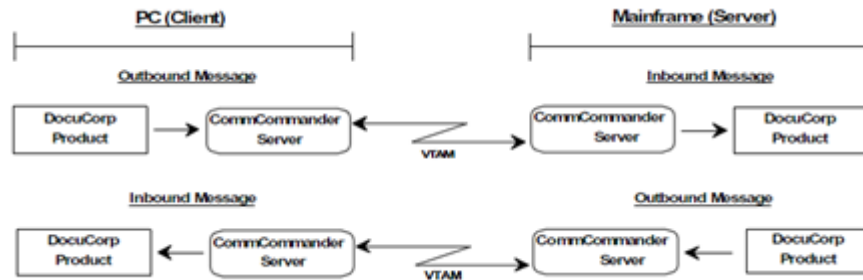 PC (Client)
Mainframe (Server)
Outbound Message
Inbound Message
DocuCorp
Product
CommCommander
Server
VTAM
CommCommander
Server
DocuCorp
Product
Inbound Message
Outbound Message
DocuCorp
Product
CommCommander
Server
VTAM
CommCommander
Server
DocuCorp
Product